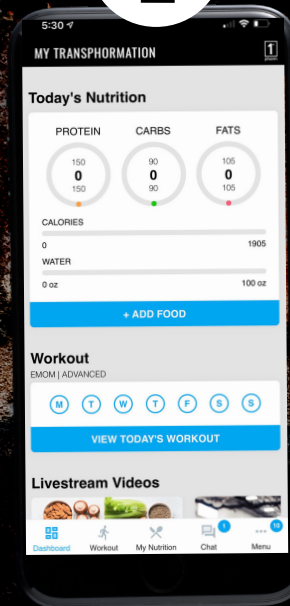 5:30
MY TRANSPHORMATION
1
Today's Nutrition
PROTEIN CARBS FATS
150 90 105
0 0 0
150 90 105
CALORIES
0 1905
WATER
0 oz 100 oz
+ ADD FOOD
Workout
EMOM | ADVANCED
M T W T F S S
VIEW TODAY'S WORKOUT
Livestream Videos
1 10
Dashboard Workout My Nutrition Chat Menu